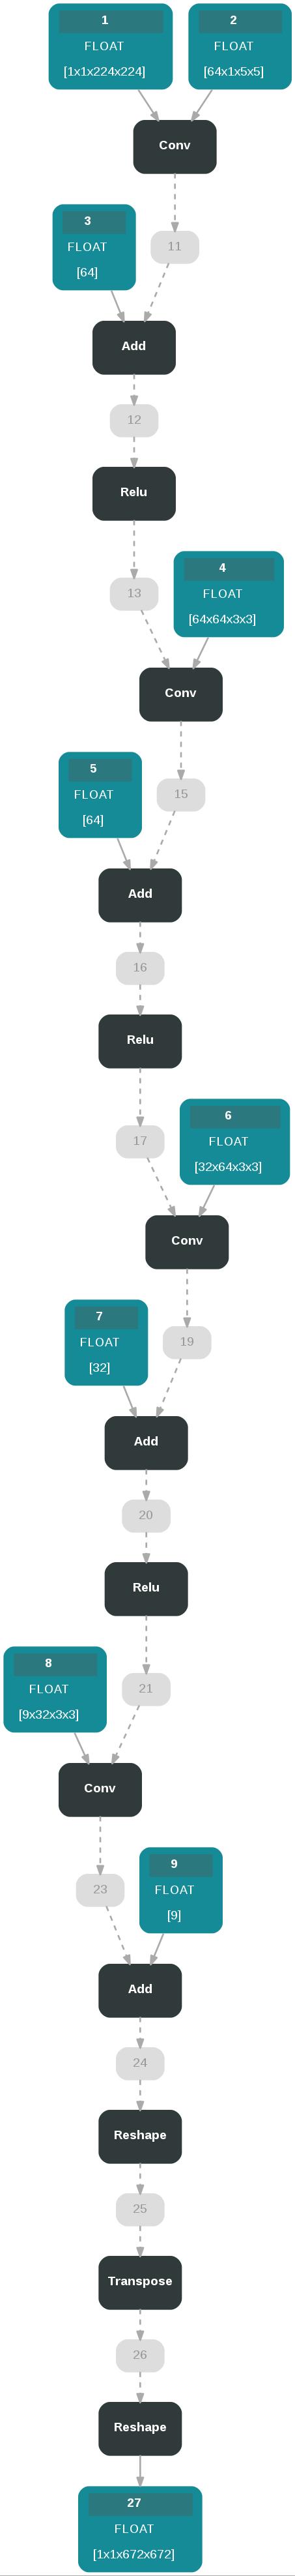 1 2
FLOAT FLOAT
[1x1x224x224] [64x1x5x5]
Conv
11
3
FLOAT
[64]
Add
12
Relu
13
4
FLOAT
[64x64x3x3]
Conv
15
5
FLOAT
[64]
Add
16
Relu
17
6
FLOAT
[32x64x3x3]
Conv
19
7
FLOAT
[32]
Add
20
Relu
21
8
FLOAT
[9x32x3x3]
Conv
23
9
FLOAT
[9]
Add
24
Reshape
25
Transpose
26
Reshape
27
FLOAT
[1x1x672x672]